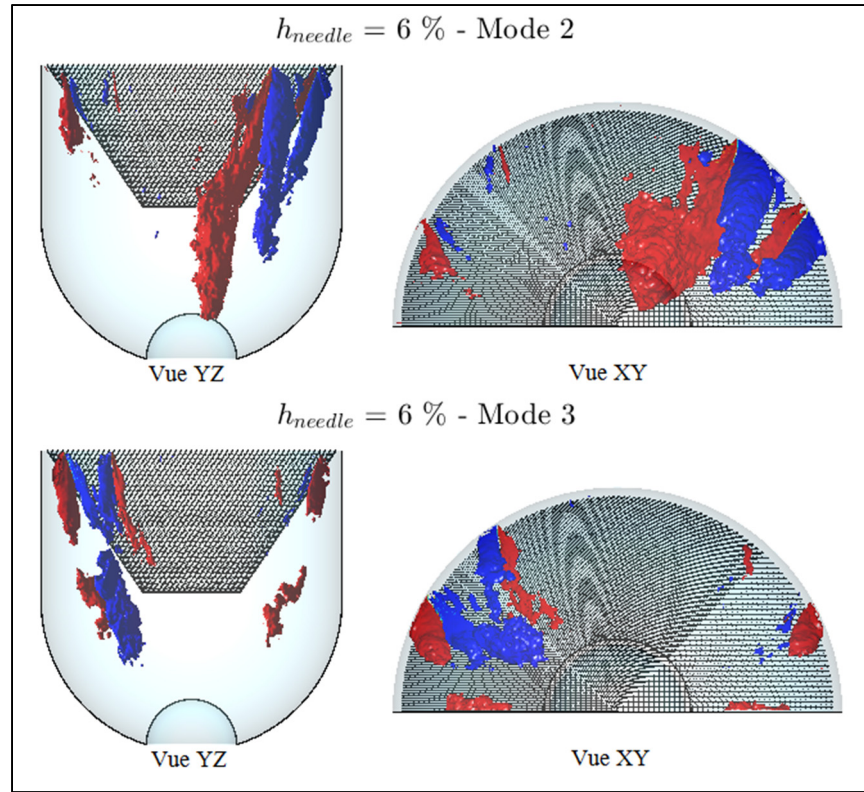 h_needle = 6 % - Mode 2
Vue YZ
Vue XY
h_needle = 6 % - Mode 3
Vue YZ
Vue XY